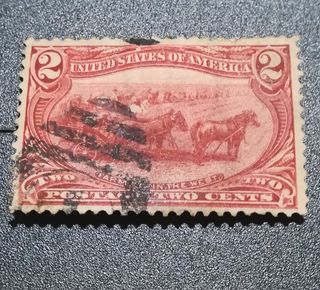 2 UNITED STATES OF AMERICA 2
IN THE WEST.
TWO TWO
POSTAGE TWO CENTS